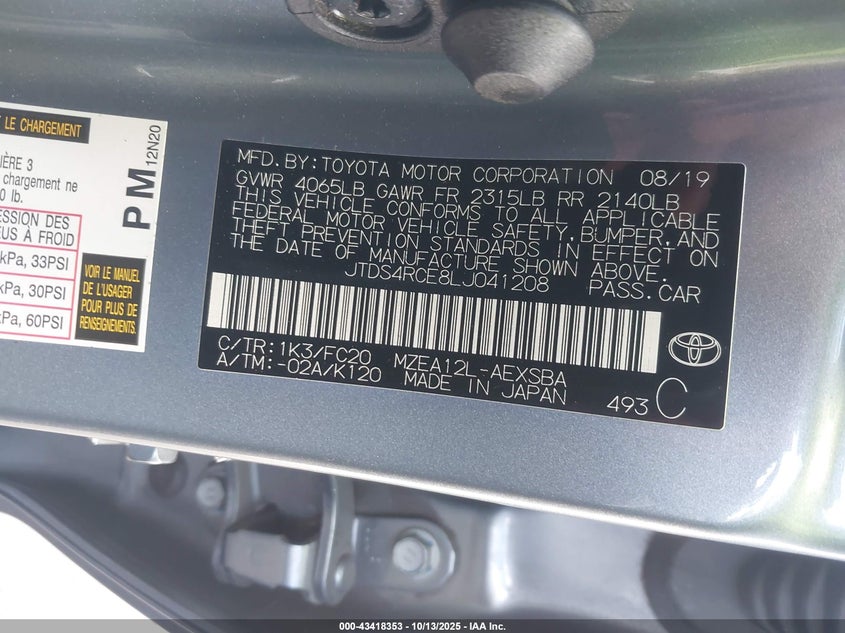 LE CHARGEMENT
IÈRE 3
chargement ne
0 lb.
ESSION DES
EUS À FROID
kPa, 33PSI
kPa, 30PSI
kPa, 60PSI
PM
12N20
VOIR LE MANUEL
DE L'USAGER
POUR PLUS DE
RENSEIGNEMENTS.
MFD. BY: TOYOTA MOTOR CORPORATION 08/19
GVWR 4065LB GAWR FR 2315LB RR 2140LB
THIS VEHICLE CONFORMS TO ALL APPLICABLE
FEDERAL MOTOR VEHICLE SAFETY, BUMPER, AND
THEFT PREVENTION STANDARDS IN EFFECT ON
THE DATE OF MANUFACTURE SHOWN ABOVE.
JTDS4RCE8LJ041208 PASS. CAR
C/TR: 1K3/FC20 MZEA12L-AEXSBA
A/TM: -02A/K120 MADE IN JAPAN
493 C
000-43418353 - 10/13/2025 - IAA Inc.